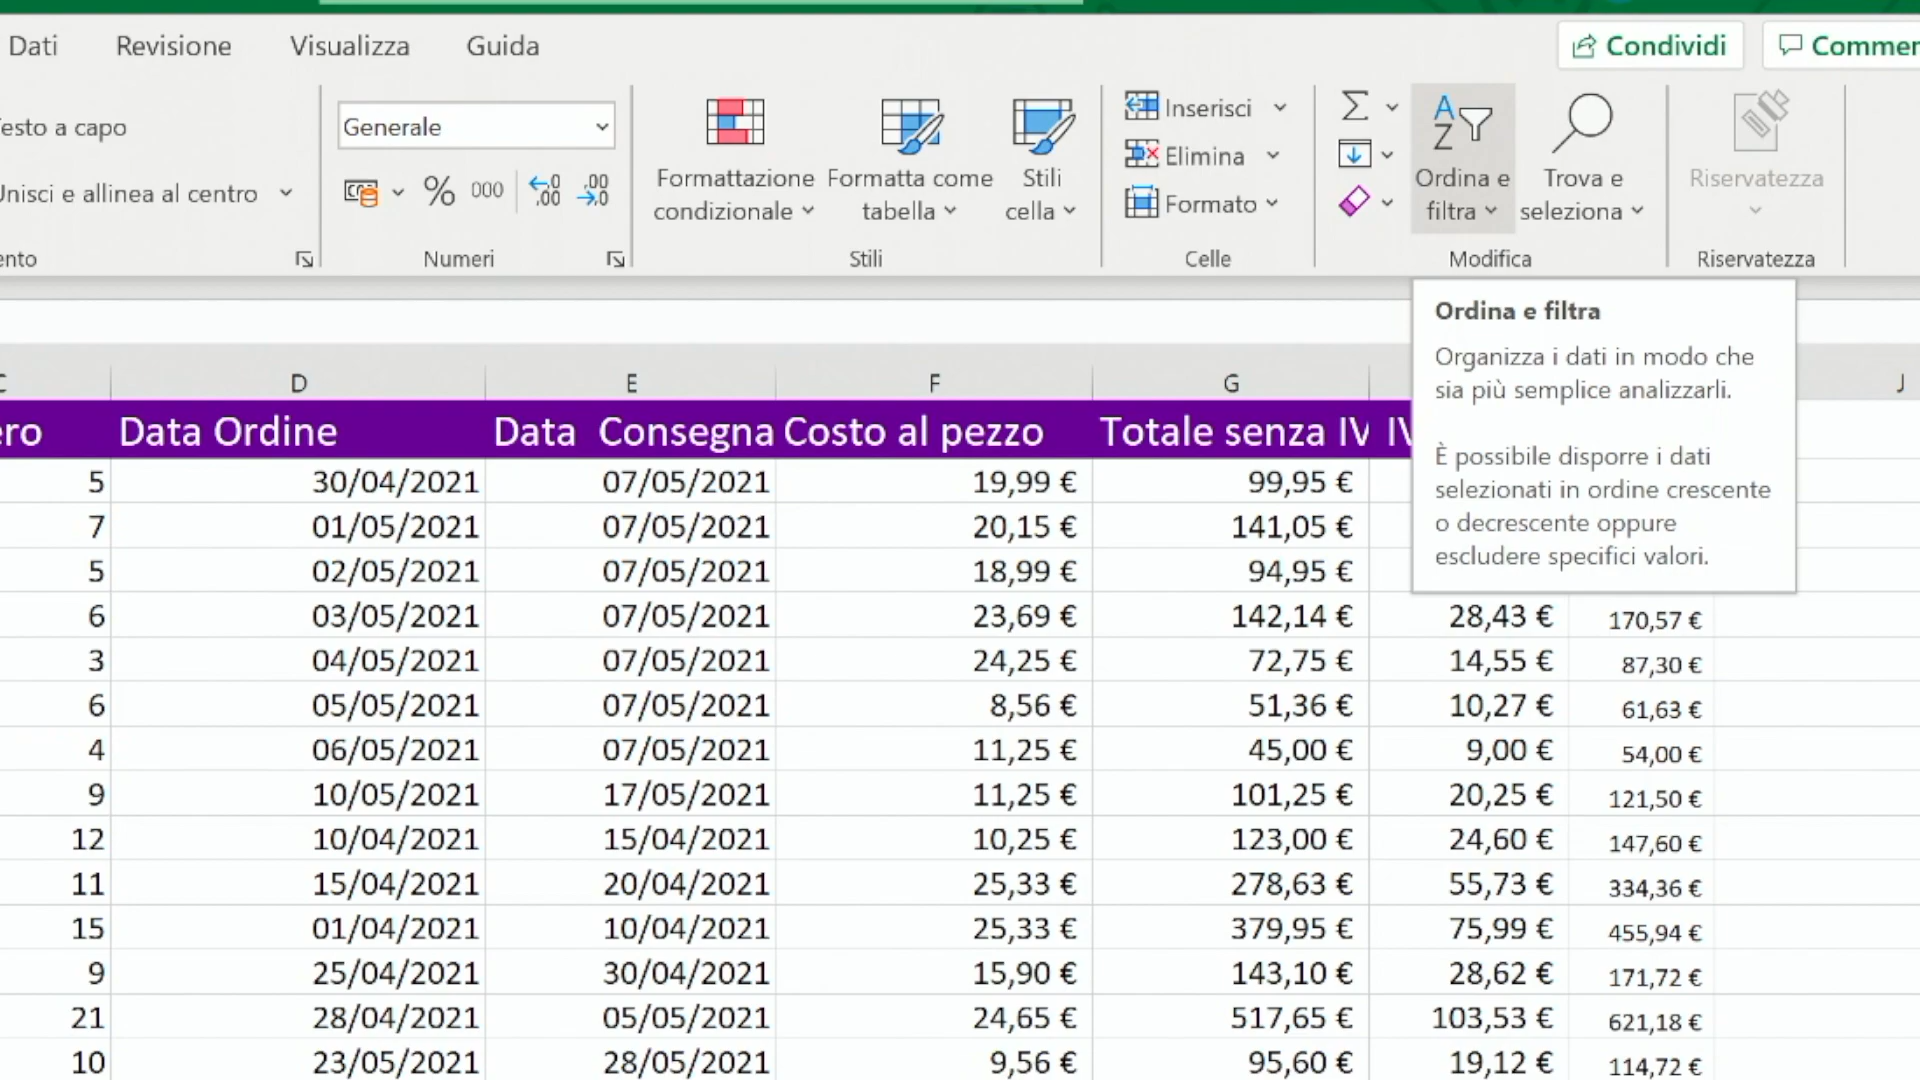 Dati Revisione Visualizza Guida Condividi
a capo
Generale
e allinea al centro
% 000
Formattazione condizionale
Formatta come tabella
Stili cella
Inserisci
Elimina
Formato
Ordina e filtra
Trova e seleziona
Riservatezza
Numeri Stili Celle Modifica Riservatezza
Ordina e filtra
Organizza i dati in modo che
sia più semplice analizzarli.
È possibile disporre i dati
selezionati in ordine crescente
o decrescente oppure
escludere specifici valori.
D E F G J
Data Ordine Data Consegna Costo al pezzo Totale senza IV
5 30/04/2021 07/05/2021 19,99 € 99,95 €
7 01/05/2021 07/05/2021 20,15 € 141,05 €
5 02/05/2021 07/05/2021 18,99 € 94,95 €
6 03/05/2021 07/05/2021 23,69 € 142,14 € 28,43 € 170,57 €
3 04/05/2021 07/05/2021 24,25 € 72,75 € 14,55 € 87,30 €
6 05/05/2021 07/05/2021 8,56 € 51,36 € 10,27 € 61,63 €
4 06/05/2021 07/05/2021 11,25 € 45,00 € 9,00 € 54,00 €
9 10/05/2021 17/05/2021 11,25 € 101,25 € 20,25 € 121,50 €
12 10/04/2021 15/04/2021 10,25 € 123,00 € 24,60 € 147,60 €
11 15/04/2021 20/04/2021 25,33 € 278,63 € 55,73 € 334,36 €
15 01/04/2021 10/04/2021 25,33 € 379,95 € 75,99 € 455,94 €
9 25/04/2021 30/04/2021 15,90 € 143,10 € 28,62 € 171,72 €
21 28/04/2021 05/05/2021 24,65 € 517,65 € 103,53 € 621,18 €
10 23/05/2021 28/05/2021 9,56 € 95,60 € 19,12 € 114,72 €